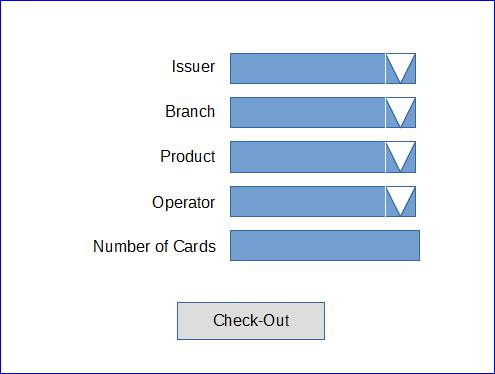 Issuer
Branch
Product
Operator
Number of Cards
Check-Out